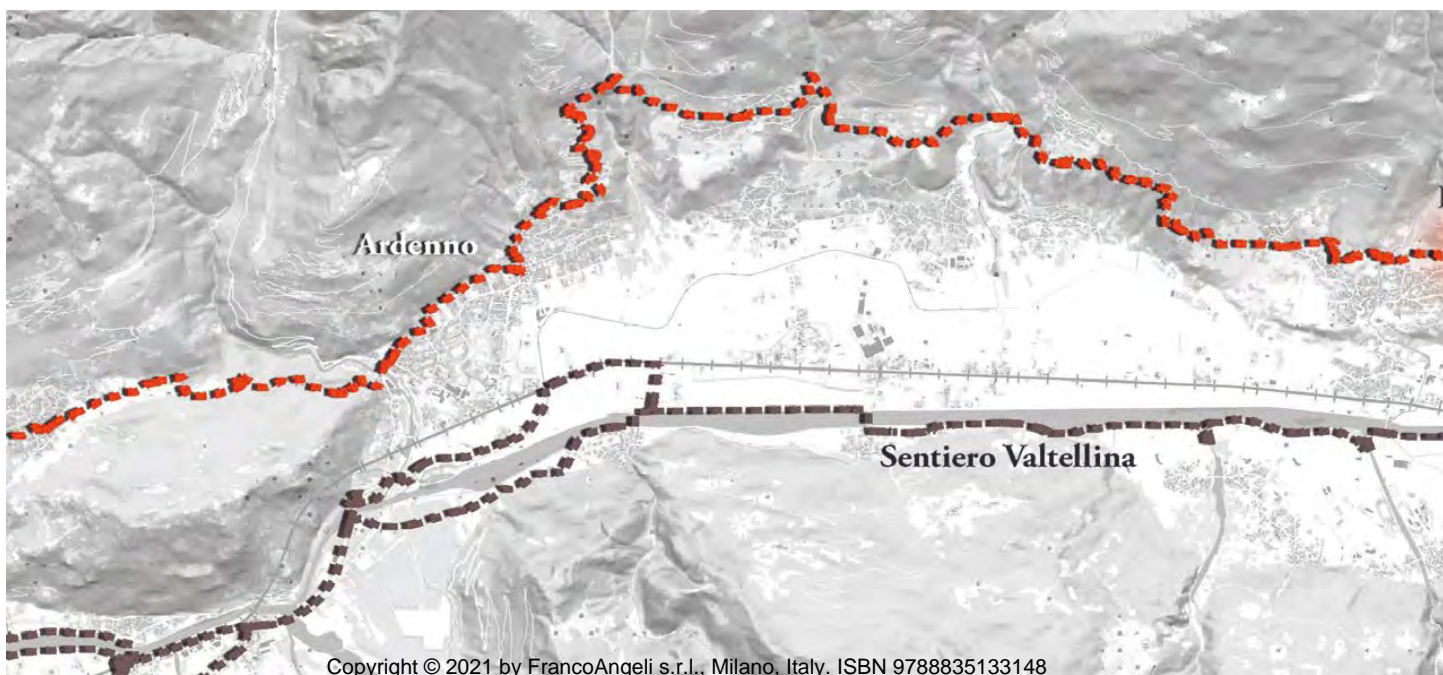 Ardenno
Sentiero Valtellina
Copyright © 2021 by FrancoAngeli s.r.l., Milano, Italy. ISBN 9788835133148